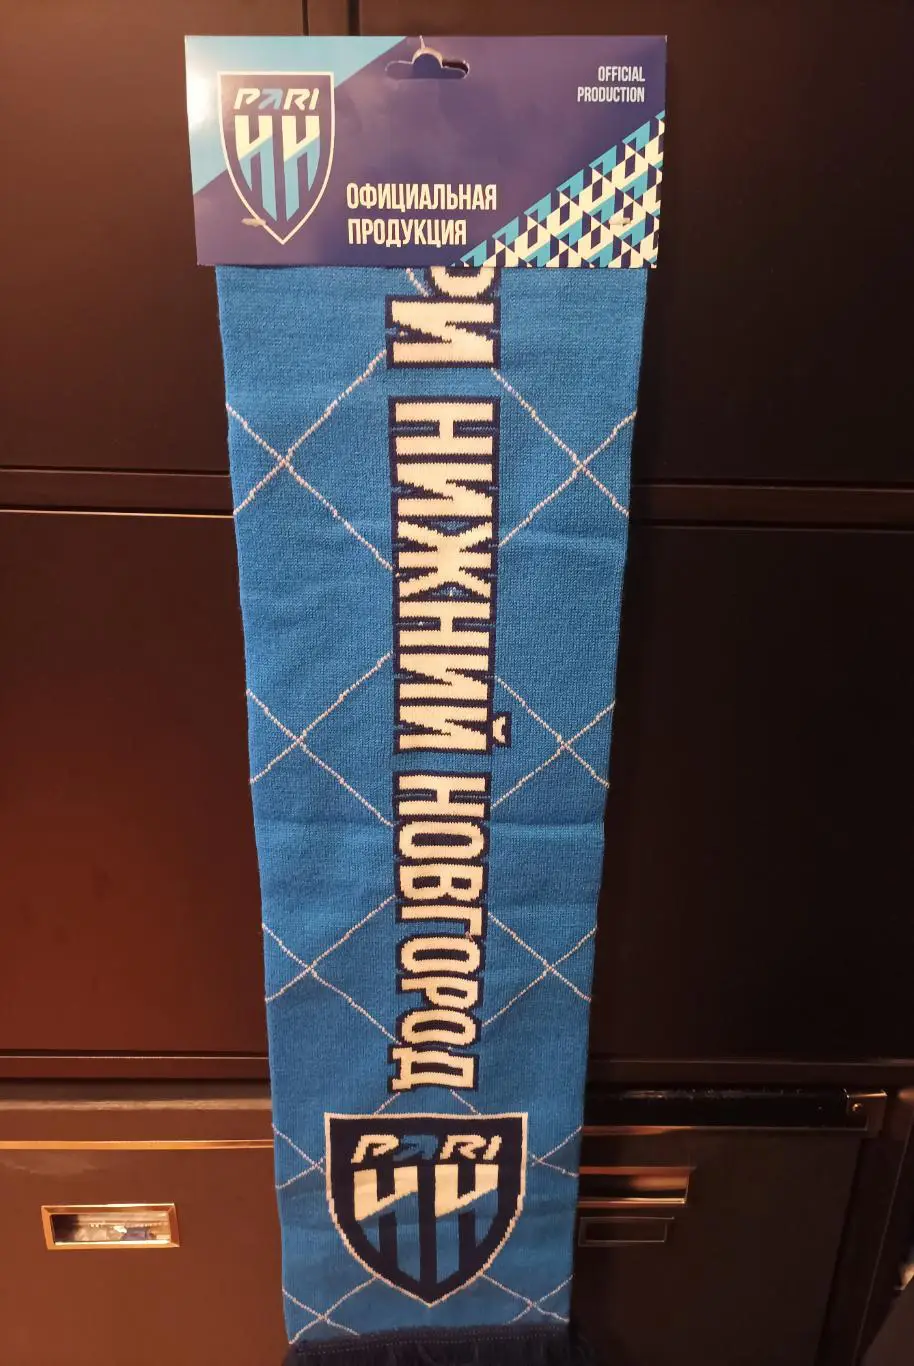 PARI
НН
OFFICIAL
PRODUCTION
ОФИЦИАЛЬНАЯ
ПРОДУКЦИЯ
РИ НИЖНИЙ НОВГОРОД
PARI
НН